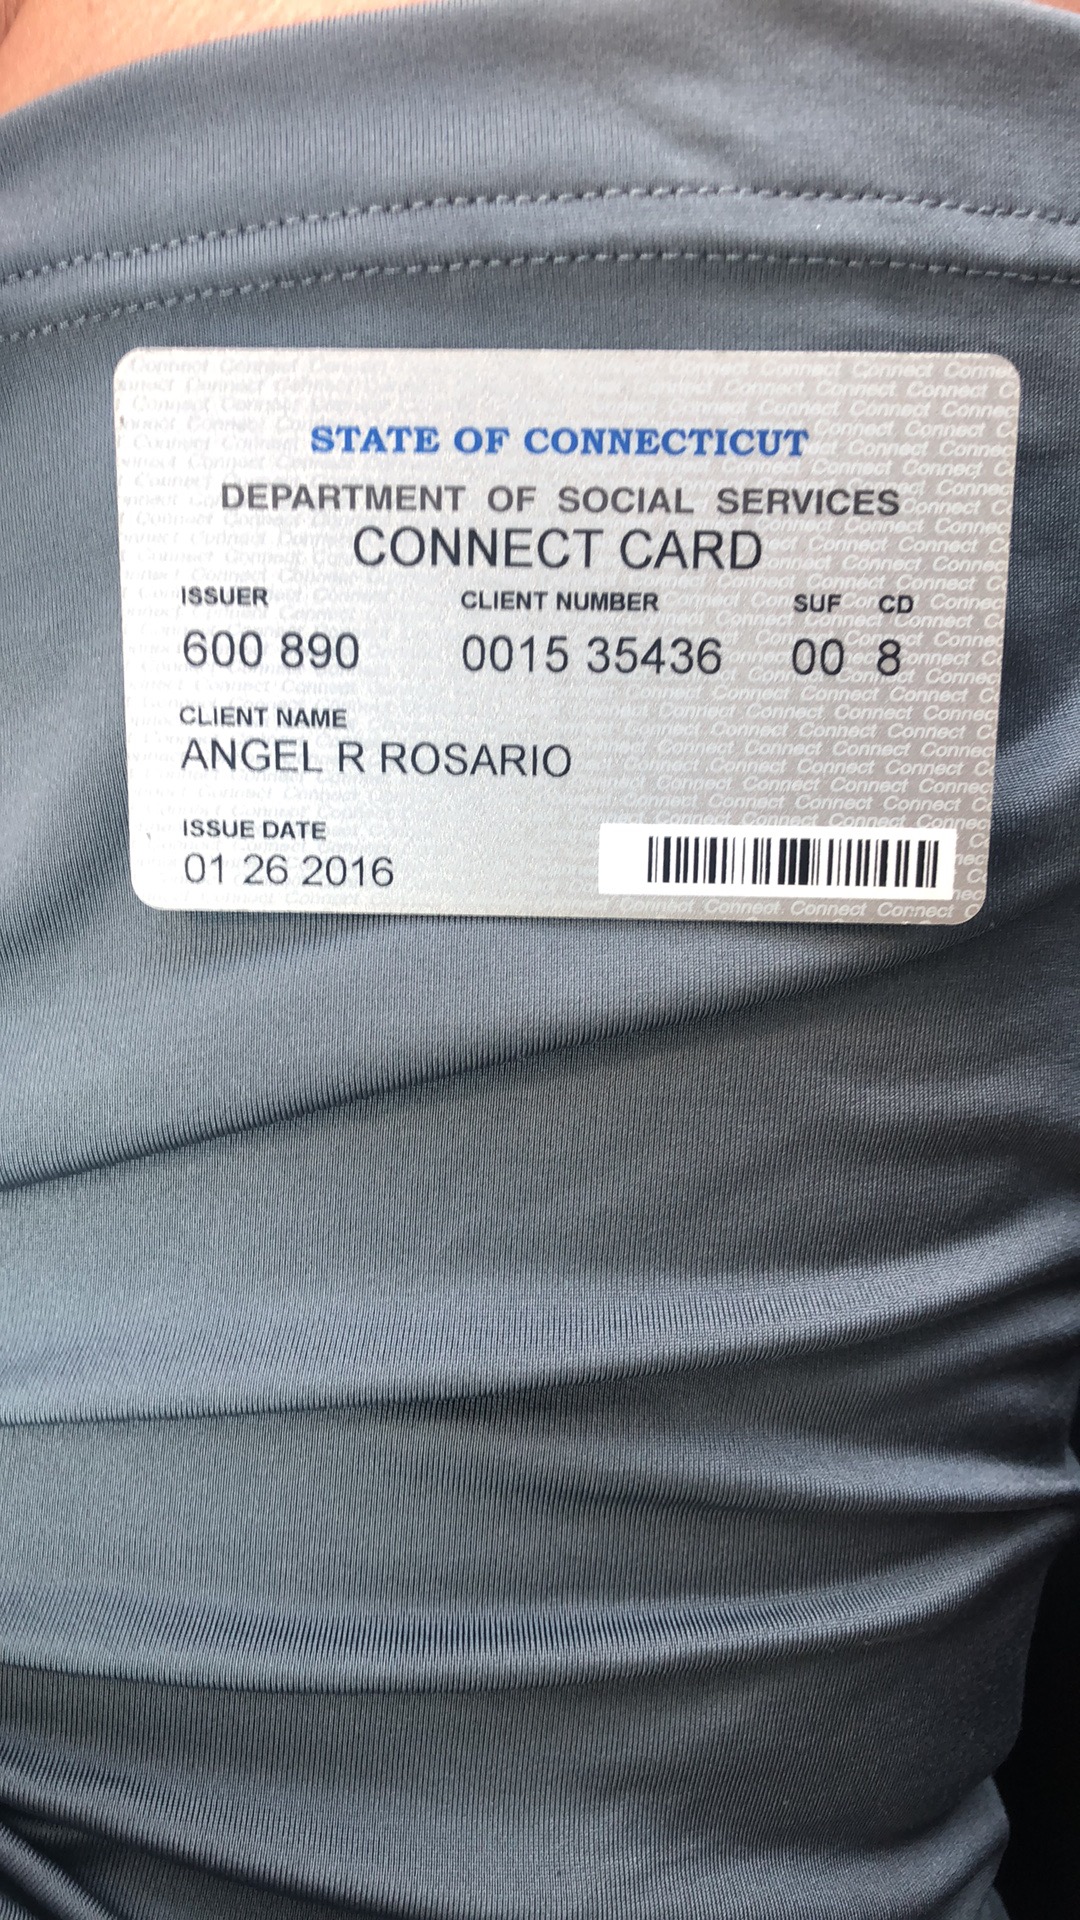 STATE OF CONNECTICUT
DEPARTMENT OF SOCIAL SERVICES
CONNECT CARD
ISSUER CLIENT NUMBER SUF CD
600 890 0015 35436 00 8
CLIENT NAME
ANGEL R ROSARIO
ISSUE DATE
01 26 2016